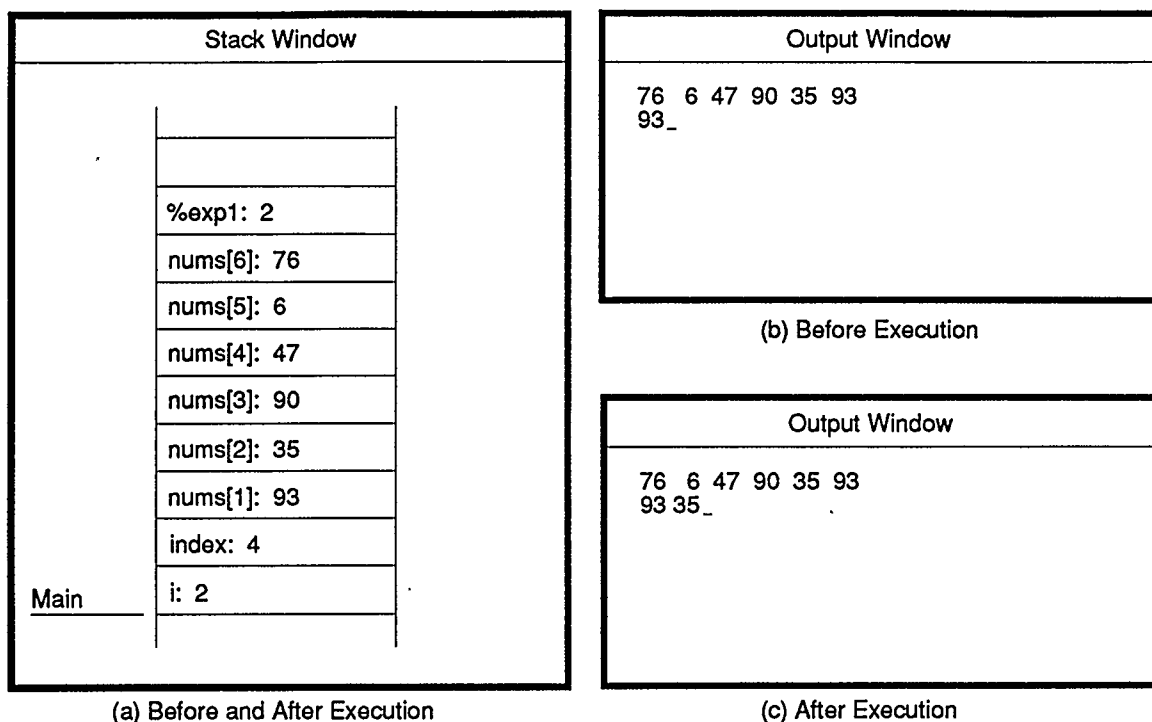 Stack Window
%exp1: 2
nums[6]: 76
nums[5]: 6
nums[4]: 47
nums[3]: 90
nums[2]: 35
nums[1]: 93
index: 4
Main i: 2
(a) Before and After Execution
Output Window
76 6 47 90 35 93
93_
(b) Before Execution
Output Window
76 6 47 90 35 93
93 35_
(c) After Execution